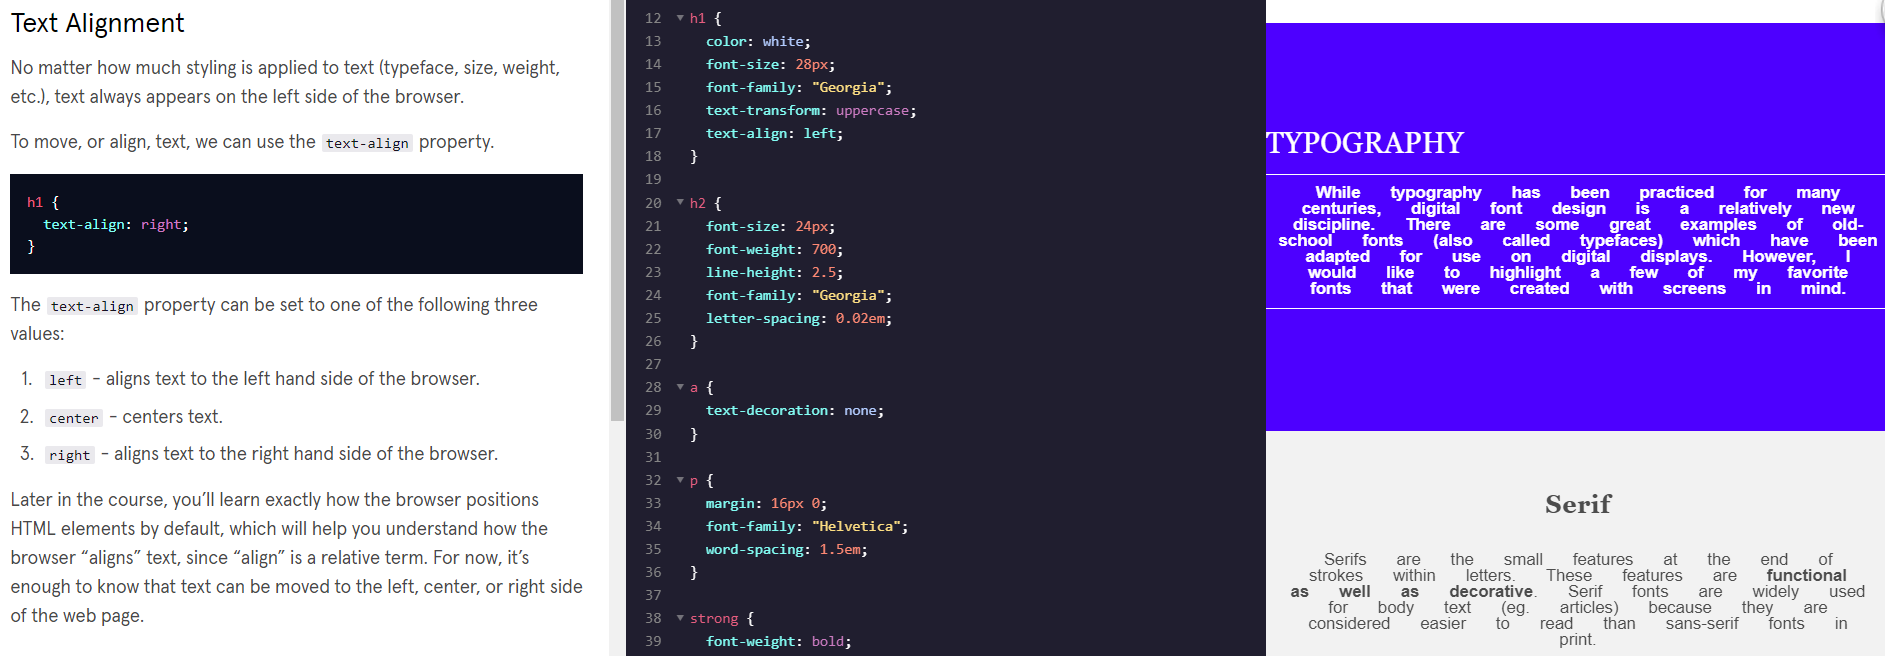 Text Alignment
No matter how much styling is applied to text (typeface, size, weight,
etc.), text always appears on the left side of the browser.
To move, or align, text, we can use the text-align property.
h1 {
  text-align: right;
}
The text-align property can be set to one of the following three
values:
1. left - aligns text to the left hand side of the browser.
2. center - centers text.
3. right - aligns text to the right hand side of the browser.
Later in the course, you’ll learn exactly how the browser positions
HTML elements by default, which will help you understand how the
browser “aligns” text, since “align” is a relative term. For now, it’s
enough to know that text can be moved to the left, center, or right side
of the web page.
12 h1 {
13   color: white;
14   font-size: 28px;
15   font-family: "Georgia";
16   text-transform: uppercase;
17   text-align: left;
18 }
19
20 h2 {
21   font-size: 24px;
22   font-weight: 700;
23   line-height: 2.5;
24   font-family: "Georgia";
25   letter-spacing: 0.02em;
26 }
27
28 a {
29   text-decoration: none;
30 }
31
32 p {
33   margin: 16px 0;
34   font-family: "Helvetica";
35   word-spacing: 1.5em;
36 }
37
38 strong {
39   font-weight: bold;
TYPOGRAPHY
While typography has been practiced for many
centuries, digital font design is a relatively new
discipline. There are some great examples of old-
school fonts (also called typefaces) which have been
adapted for use on digital displays. However, I
would like to highlight a few of my favorite
fonts that were created with screens in mind.
Serif
Serifs are the small features at the end of
strokes within letters. These features are functional
as well as decorative. Serif fonts are widely used
for body text (eg. articles) because they are
considered easier to read than sans-serif fonts in
print.